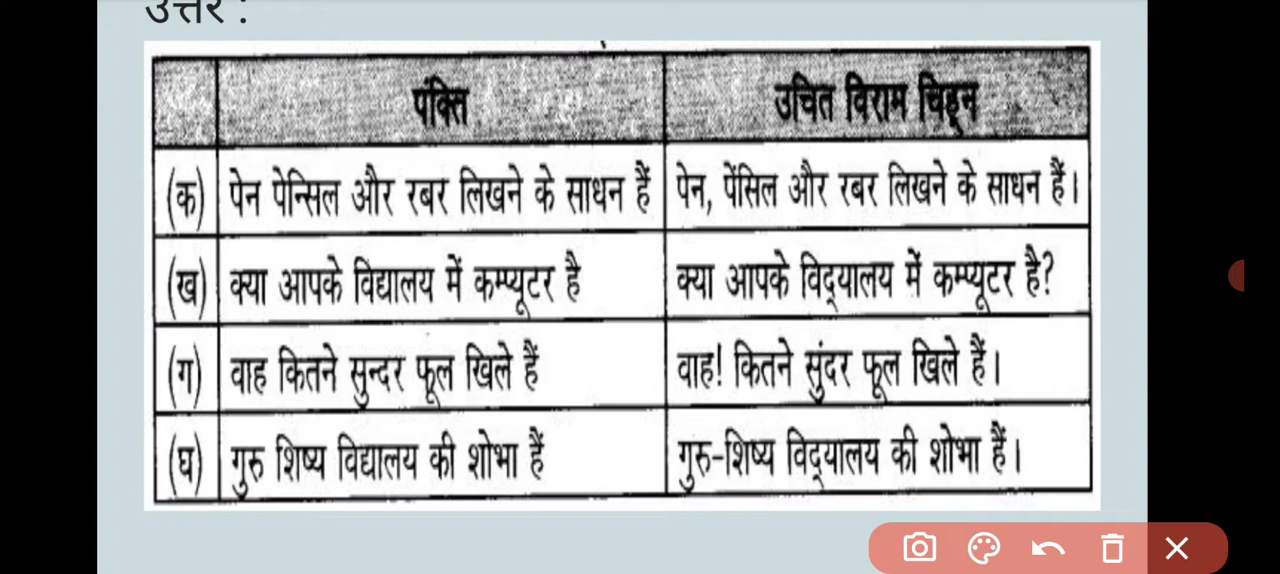 उत्तर :
पंक्ति उचित विराम चिह्न
(क) पेन पेन्सिल और रबर लिखने के साधन हैं पेन, पेंसिल और रबर लिखने के साधन हैं।
(ख) क्या आपके विद्यालय में कम्प्यूटर है क्या आपके विद्‌यालय में कम्प्यूटर है?
(ग) वाह कितने सुन्दर फूल खिले हैं वाह! कितने सुंदर फूल खिले हैं।
(घ) गुरु शिष्य विद्यालय की शोभा हैं गुरु-शिष्य विद्‌यालय की शोभा हैं।